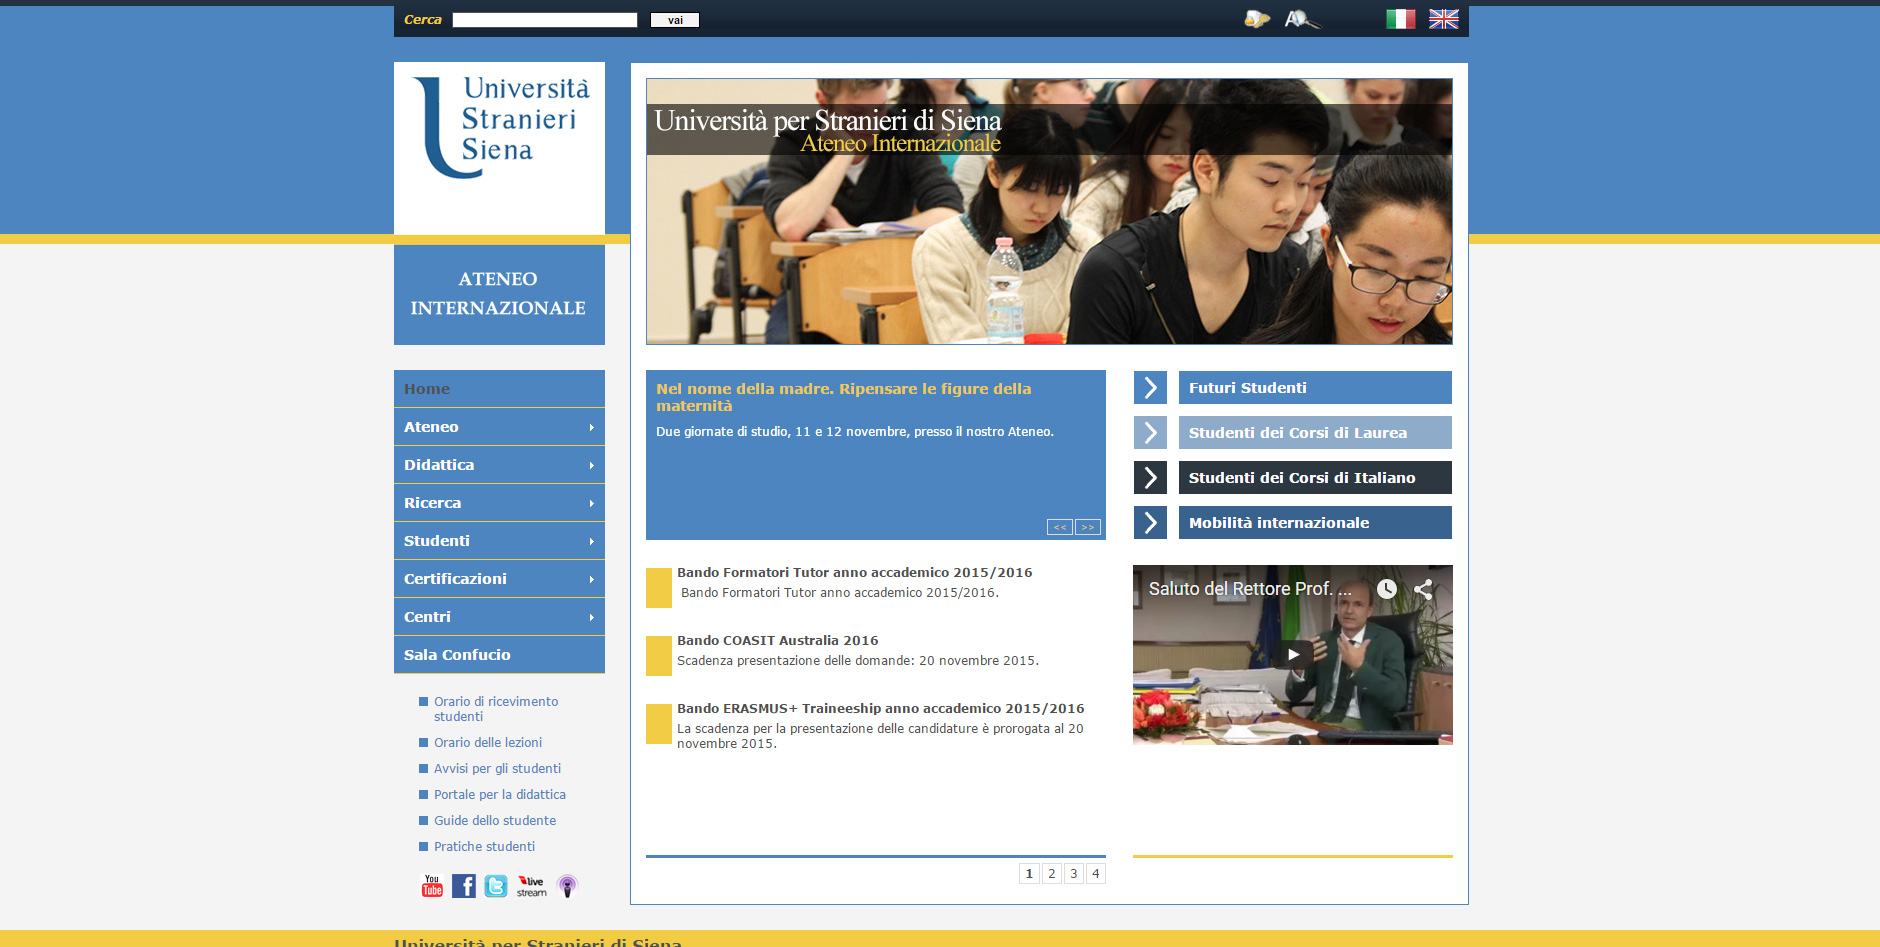 Cerca
vai
Università
Stranieri
Siena
Università per Stranieri di Siena
Ateneo Internazionale
ATENEO
INTERNAZIONALE
Home
Ateneo
Didattica
Ricerca
Studenti
Certificazioni
Centri
Sala Confucio
Orario di ricevimento
studenti
Orario delle lezioni
Avvisi per gli studenti
Portale per la didattica
Guide dello studente
Pratiche studenti
You
Tube
f
t
live
stream
Nel nome della madre. Ripensare le figure della
maternità
Due giornate di studio, 11 e 12 novembre, presso il nostro Ateneo.
<< >>
Bando Formatori Tutor anno accademico 2015/2016
Bando Formatori Tutor anno accademico 2015/2016.
Bando COASIT Australia 2016
Scadenza presentazione delle domande: 20 novembre 2015.
Bando ERASMUS+ Traineeship anno accademico 2015/2016
La scadenza per la presentazione delle candidature è prorogata al 20
novembre 2015.
1 2 3 4
Futuri Studenti
Studenti dei Corsi di Laurea
Studenti dei Corsi di Italiano
Mobilità internazionale
Saluto del Rettore Prof. ...
Università per Stranieri di Siena